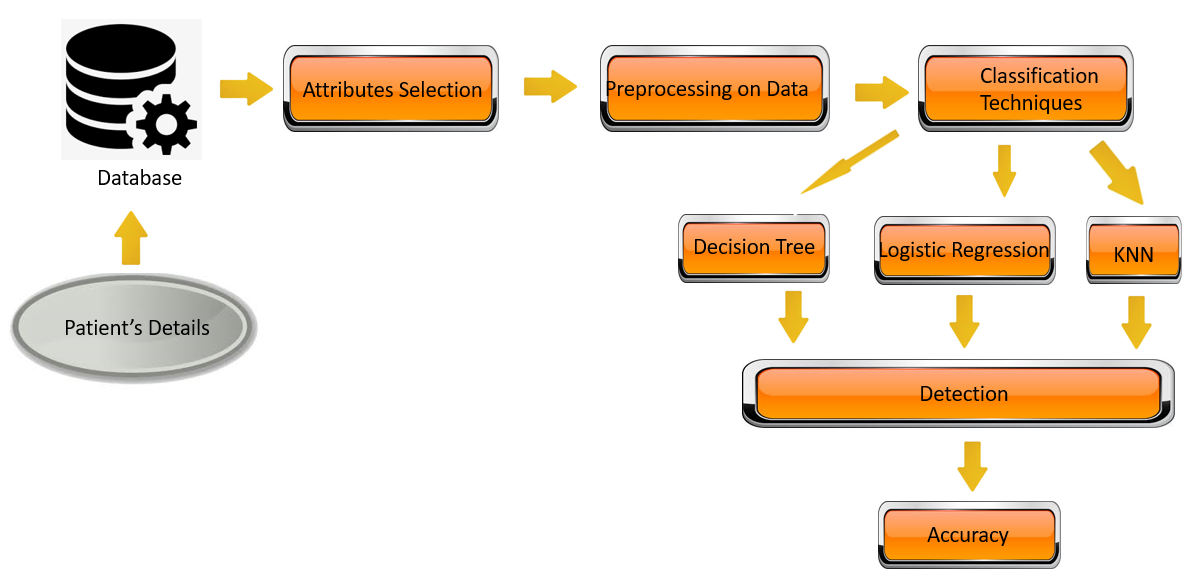 Attributes Selection
Preprocessing on Data
Classification
Techniques
Database
Decision Tree
Logistic Regression
KNN
Patient’s Details
Detection
Accuracy